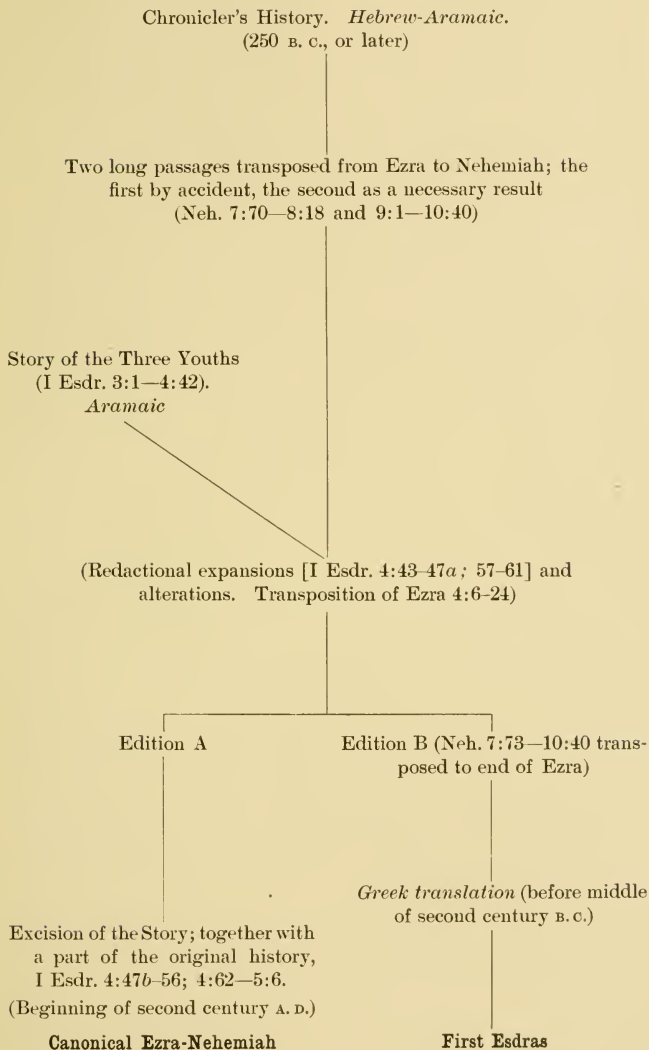 Chronicler's History. Hebrew-Aramaic.
(250 B. C., or later)
Two long passages transposed from Ezra to Nehemiah; the
first by accident, the second as a necessary result
(Neh. 7:70—8:18 and 9:1—10:40)
Story of the Three Youths
(I Esdr. 3:1—4:42).
Aramaic
(Redactional expansions [I Esdr. 4:43-47a; 57-61] and
alterations. Transposition of Ezra 4:6-24)
Edition A
Edition B (Neh. 7:73—10:40 trans-
posed to end of Ezra)
Greek translation (before middle
of second century B. C.)
Excision of the Story; together with
a part of the original history,
I Esdr. 4:47b-56; 4:62—5:6.
(Beginning of second century A. D.)
Canonical Ezra-Nehemiah
First Esdras